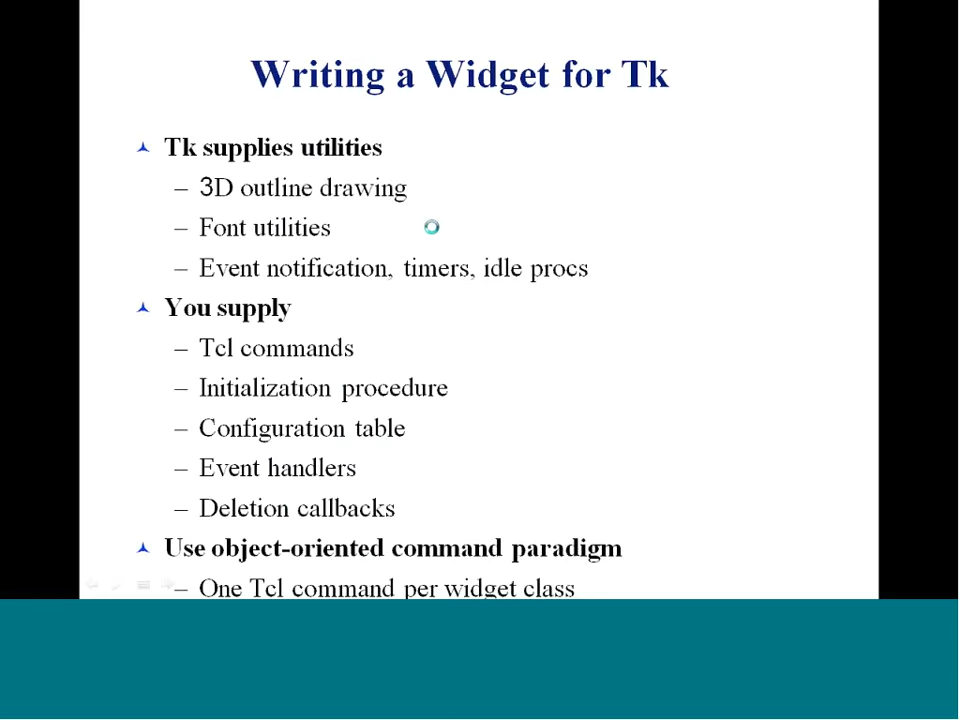 Writing a Widget for Tk
Tk supplies utilities
– 3D outline drawing
– Font utilities
– Event notification, timers, idle procs
You supply
– Tcl commands
– Initialization procedure
– Configuration table
– Event handlers
– Deletion callbacks
Use object-oriented command paradigm
– One Tcl command per widget class